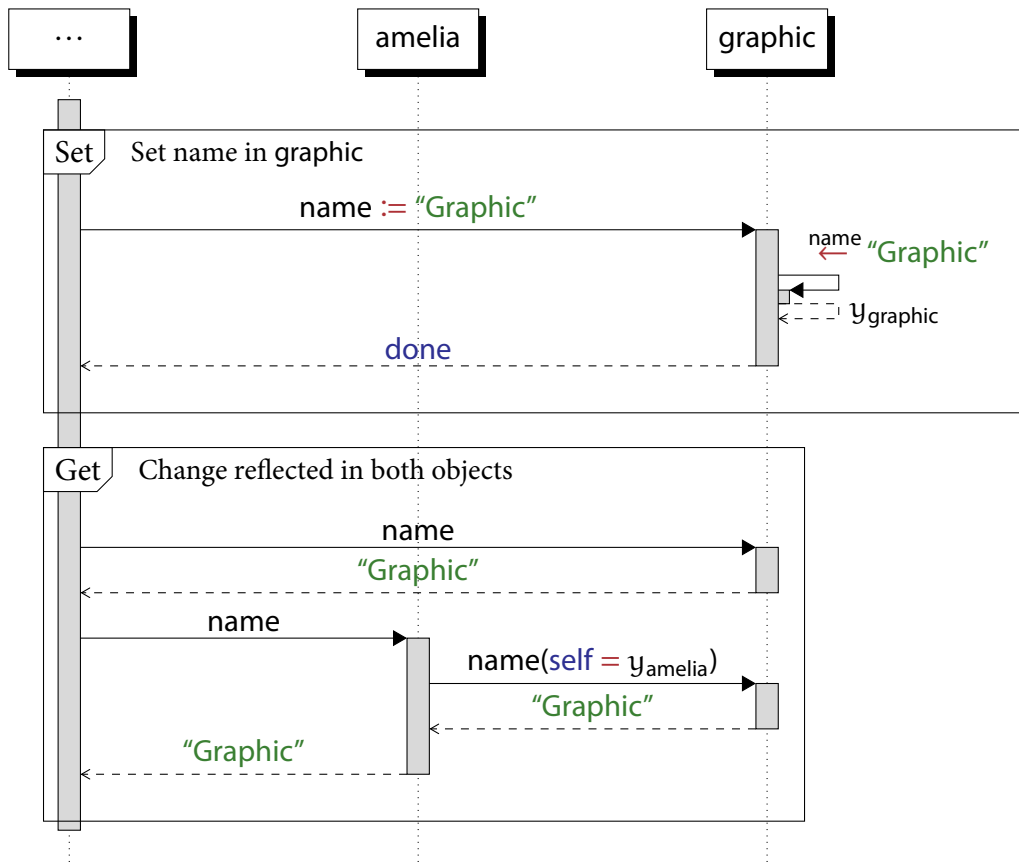 …
amelia
graphic
Set Set name in graphic
name := “Graphic”
name
← “Graphic”
ygraphic
done
Get Change reflected in both objects
name
“Graphic”
name
name(self = yamelia)
“Graphic”
“Graphic”